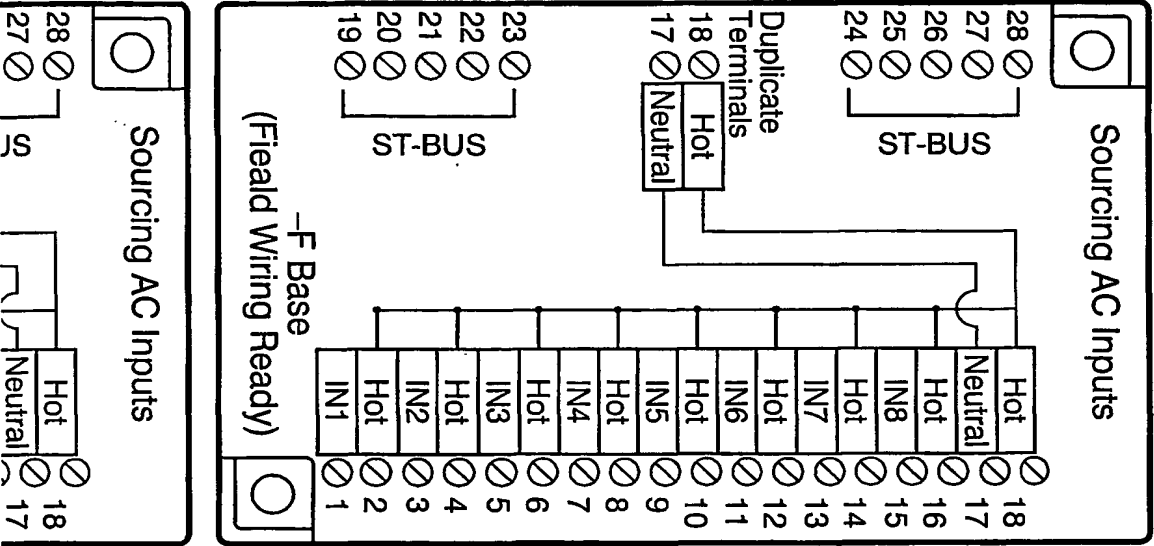 28
27
US
Sourcing AC Inputs
Hot
Neutral
18
17
23
22
21
20
19
ST-BUS
–F Base
(Fieald Wiring Ready)
Duplicate
Terminals
18
17
Hot
Neutral
28
27
26
25
24
ST-BUS
Sourcing AC Inputs
IN1
Hot
IN2
Hot
IN3
Hot
IN4
Hot
IN5
Hot
IN6
Hot
IN7
Hot
IN8
Hot
Neutral
Hot
1
2
3
4
5
6
7
8
9
10
11
12
13
14
15
16
17
18